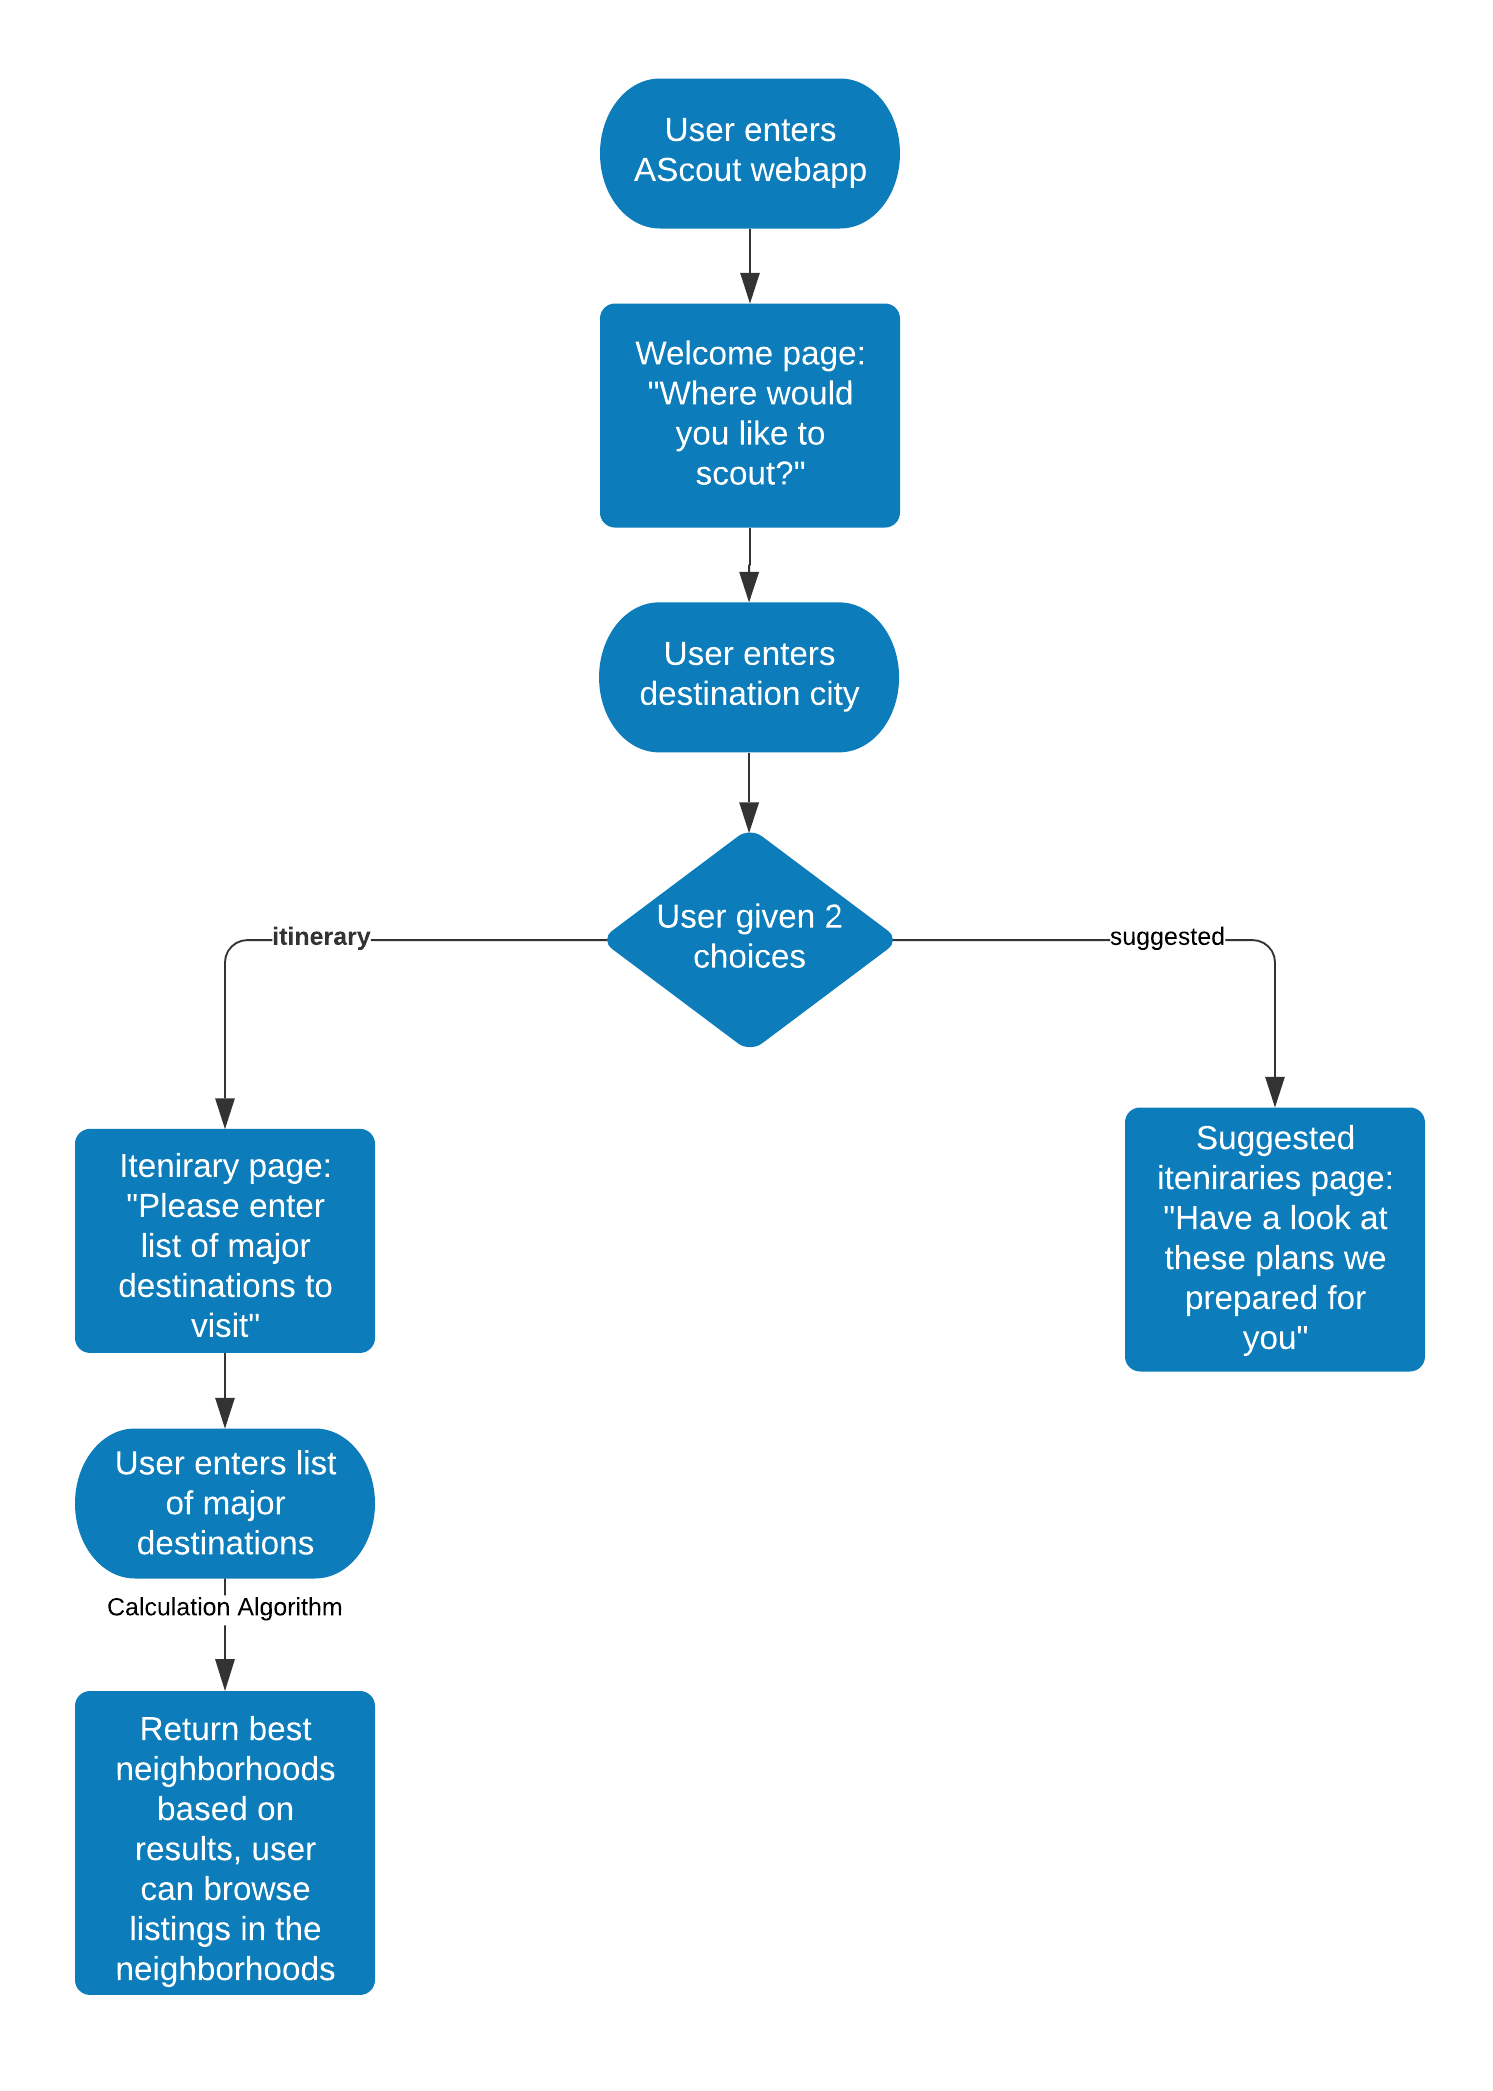 User enters
AScout webapp
Welcome page:
"Where would
you like to
scout?"
User enters
destination city
User given 2
choices
itinerary
suggested
Itenirary page:
"Please enter
list of major
destinations to
visit"
Suggested
iteniraries page:
"Have a look at
these plans we
prepared for
you"
User enters list
of major
destinations
Calculation Algorithm
Return best
neighborhoods
based on
results, user
can browse
listings in the
neighborhoods